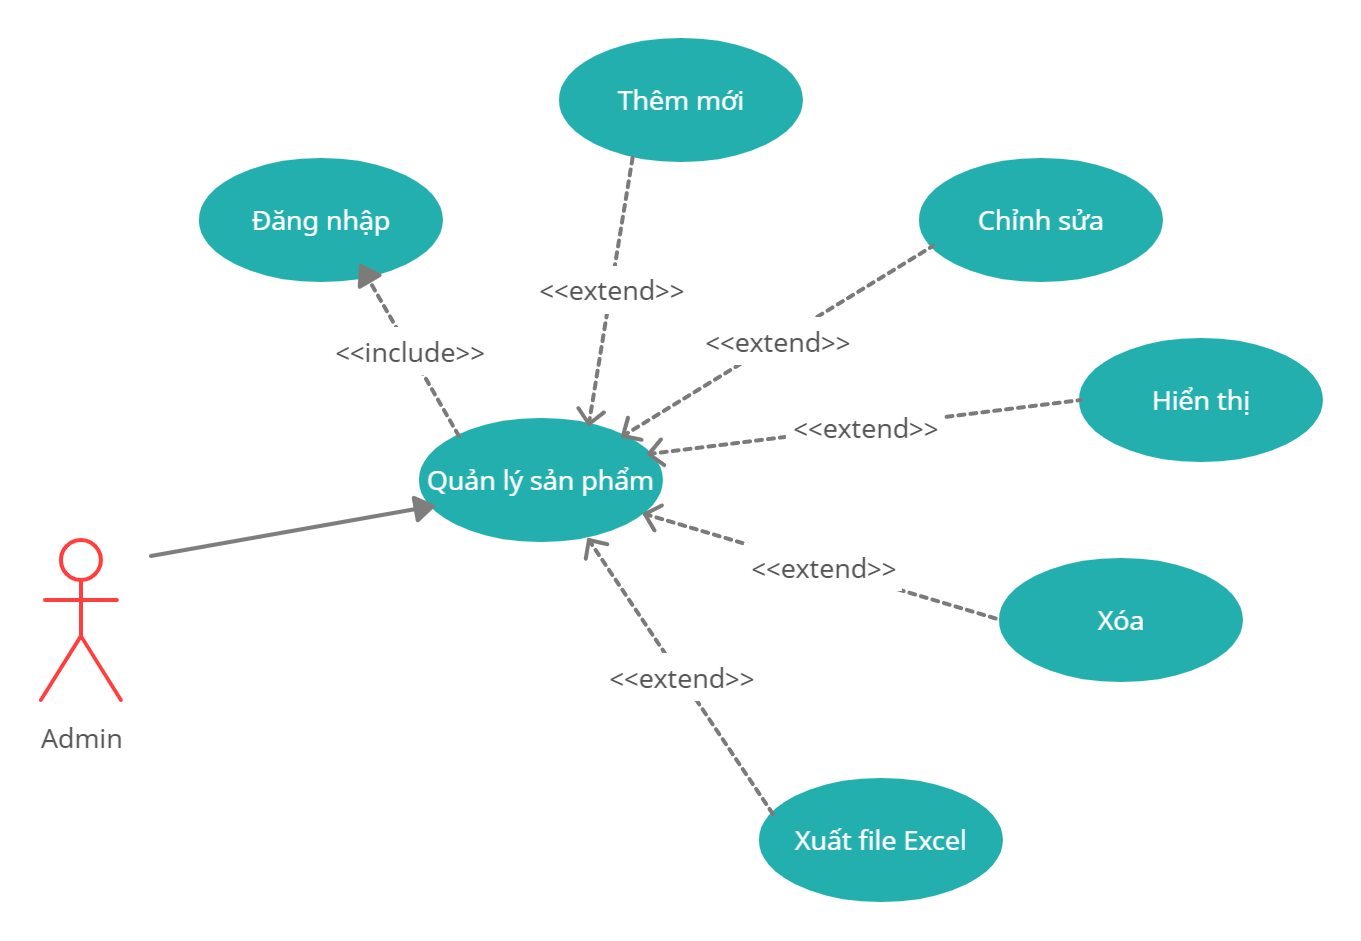 Thêm mới
Đăng nhập
Chỉnh sửa
<<extend>>
<<include>>
<<extend>>
Hiển thị
<<extend>>
Quản lý sản phẩm
<<extend>>
Xóa
<<extend>>
Admin
Xuất file Excel